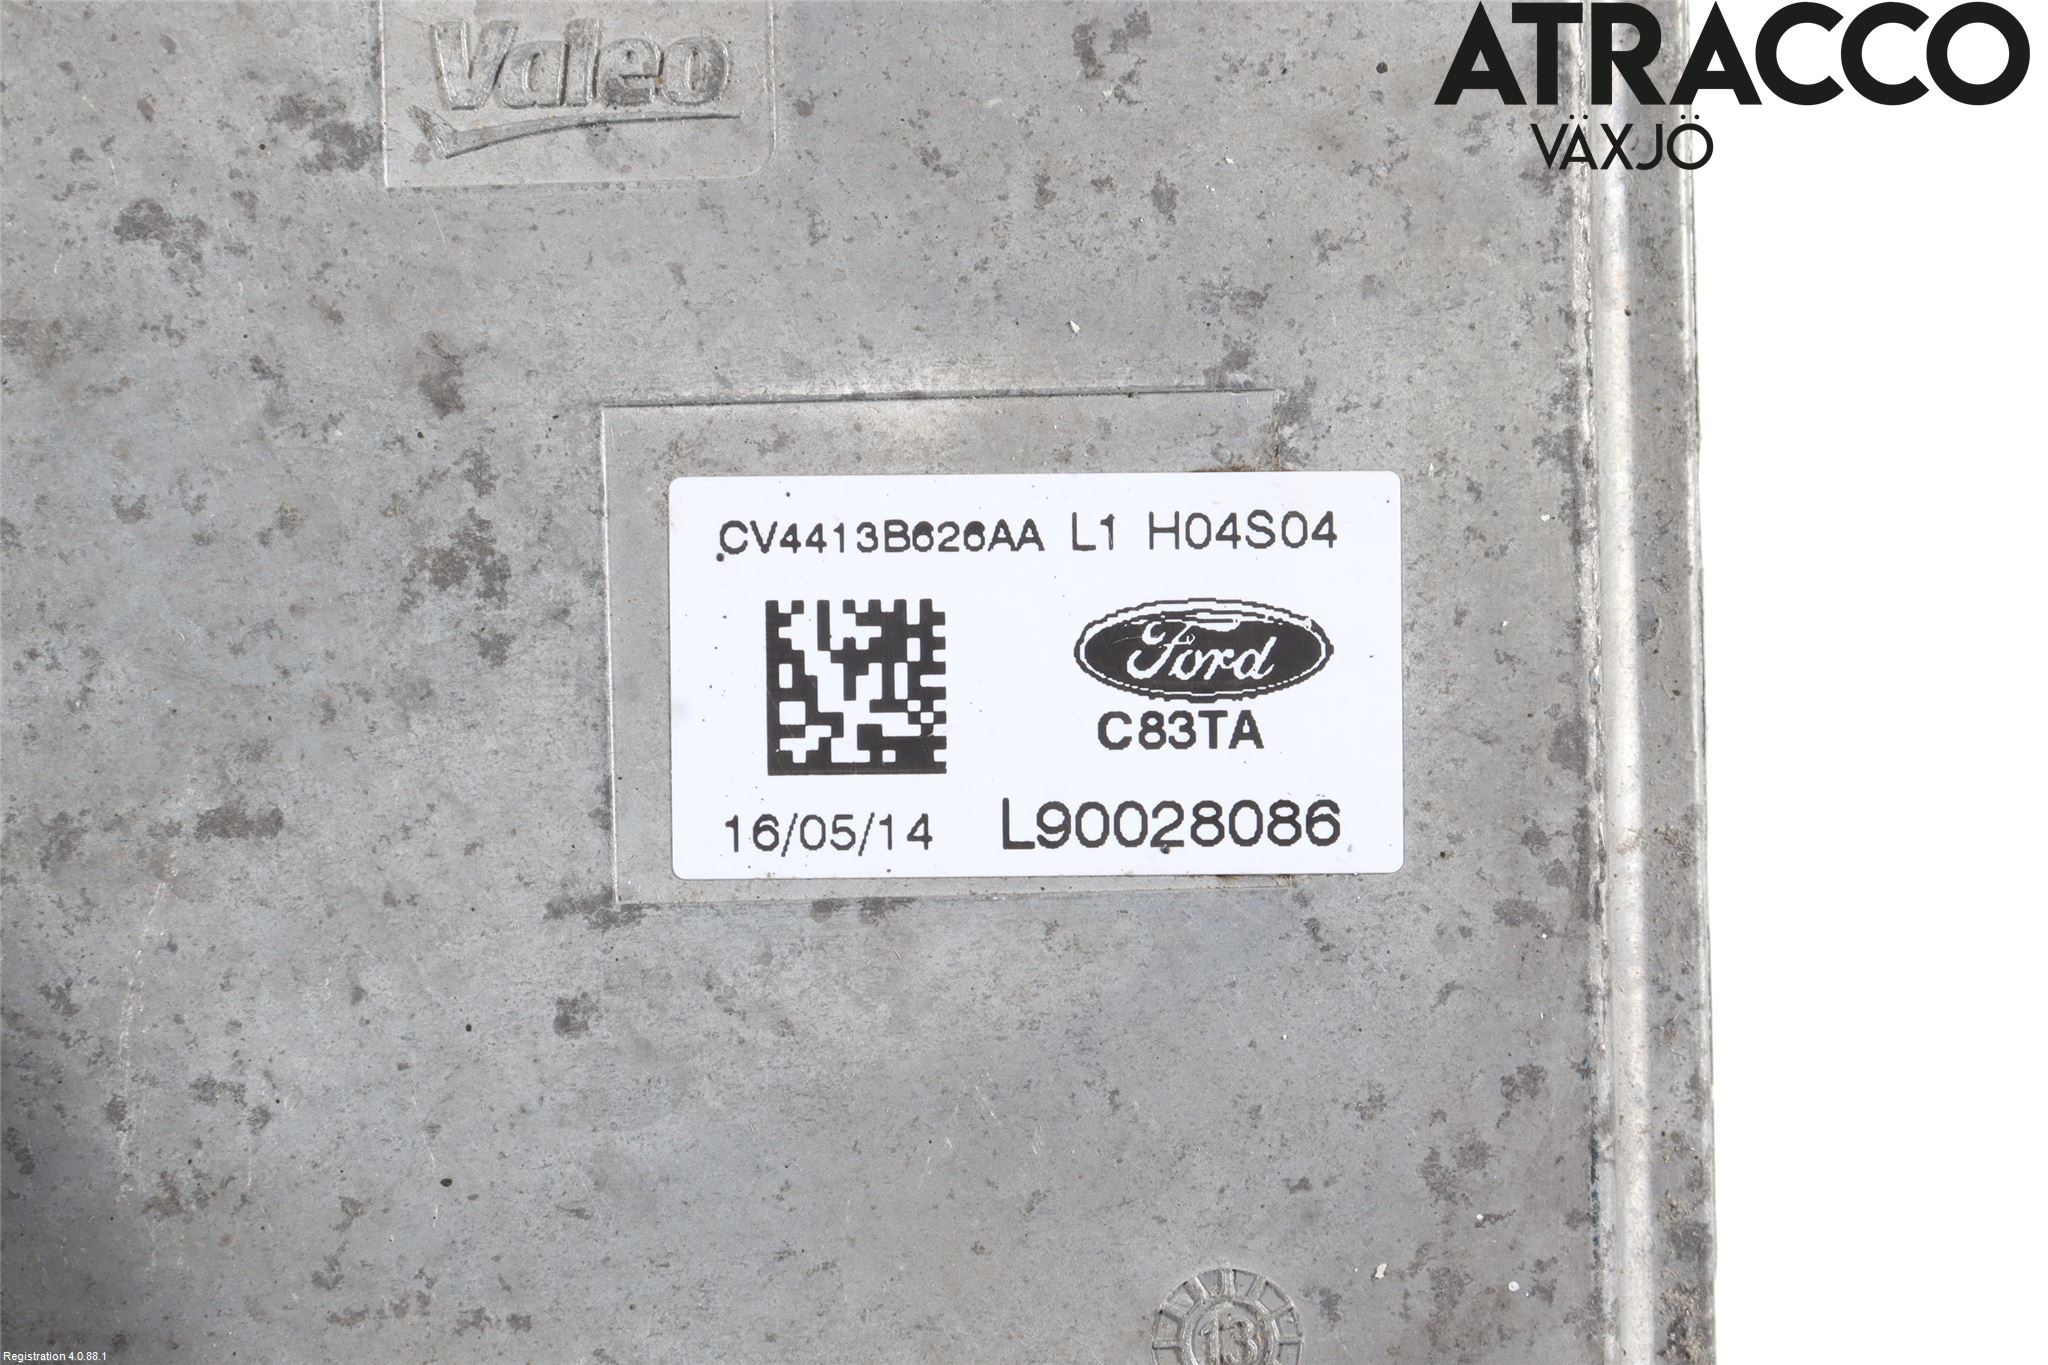 Valeo
ATRACCO
VÄXJÖ
CV4413B626AA L1 H04S04
Ford
C83TA
16/05/14 L90028086
13
Registration 4.0.88.1